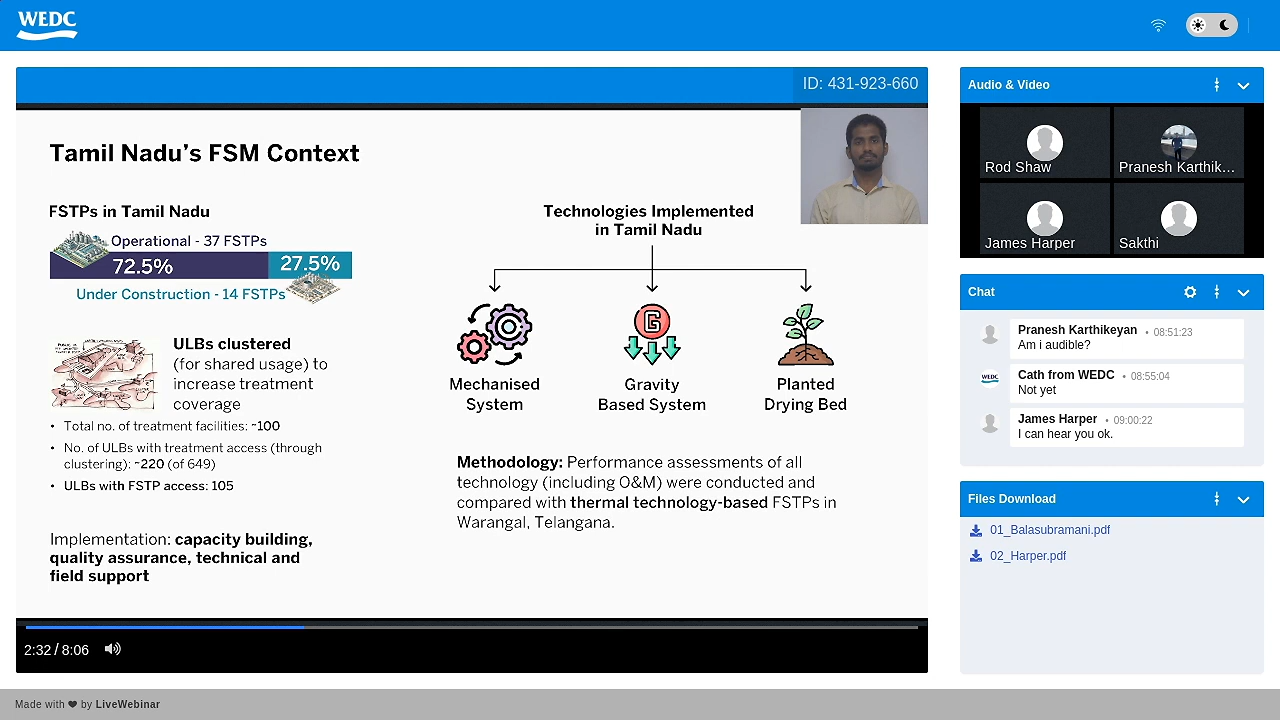 WEDC
ID: 431-923-660
Tamil Nadu's FSM Context
FSTPs in Tamil Nadu
Operational - 37 FSTPs
72.5%
27.5%
Under Construction - 14 FSTPs
ULBs clustered
(for shared usage) to
increase treatment
coverage
• Total no. of treatment facilities: ~100
• No. of ULBs with treatment access (through
clustering): ~220 (of 649)
• ULBs with FSTP access: 105
Implementation: capacity building,
quality assurance, technical and
field support
Technologies Implemented
in Tamil Nadu
G
Mechanised
System
Gravity
Based System
Planted
Drying Bed
Methodology: Performance assessments of all
technology (including O&M) were conducted and
compared with thermal technology-based FSTPs in
Warangal, Telangana.
2:32 / 8:06
Audio & Video
Rod Shaw
Pranesh Karthik...
James Harper
Sakthi
Chat
Pranesh Karthikeyan • 08:51:23
Am i audible?
WEDC
Cath from WEDC • 08:55:04
Not yet
James Harper • 09:00:22
I can hear you ok.
Files Download
01_Balasubramani.pdf
02_Harper.pdf
Made with ❤ by LiveWebinar